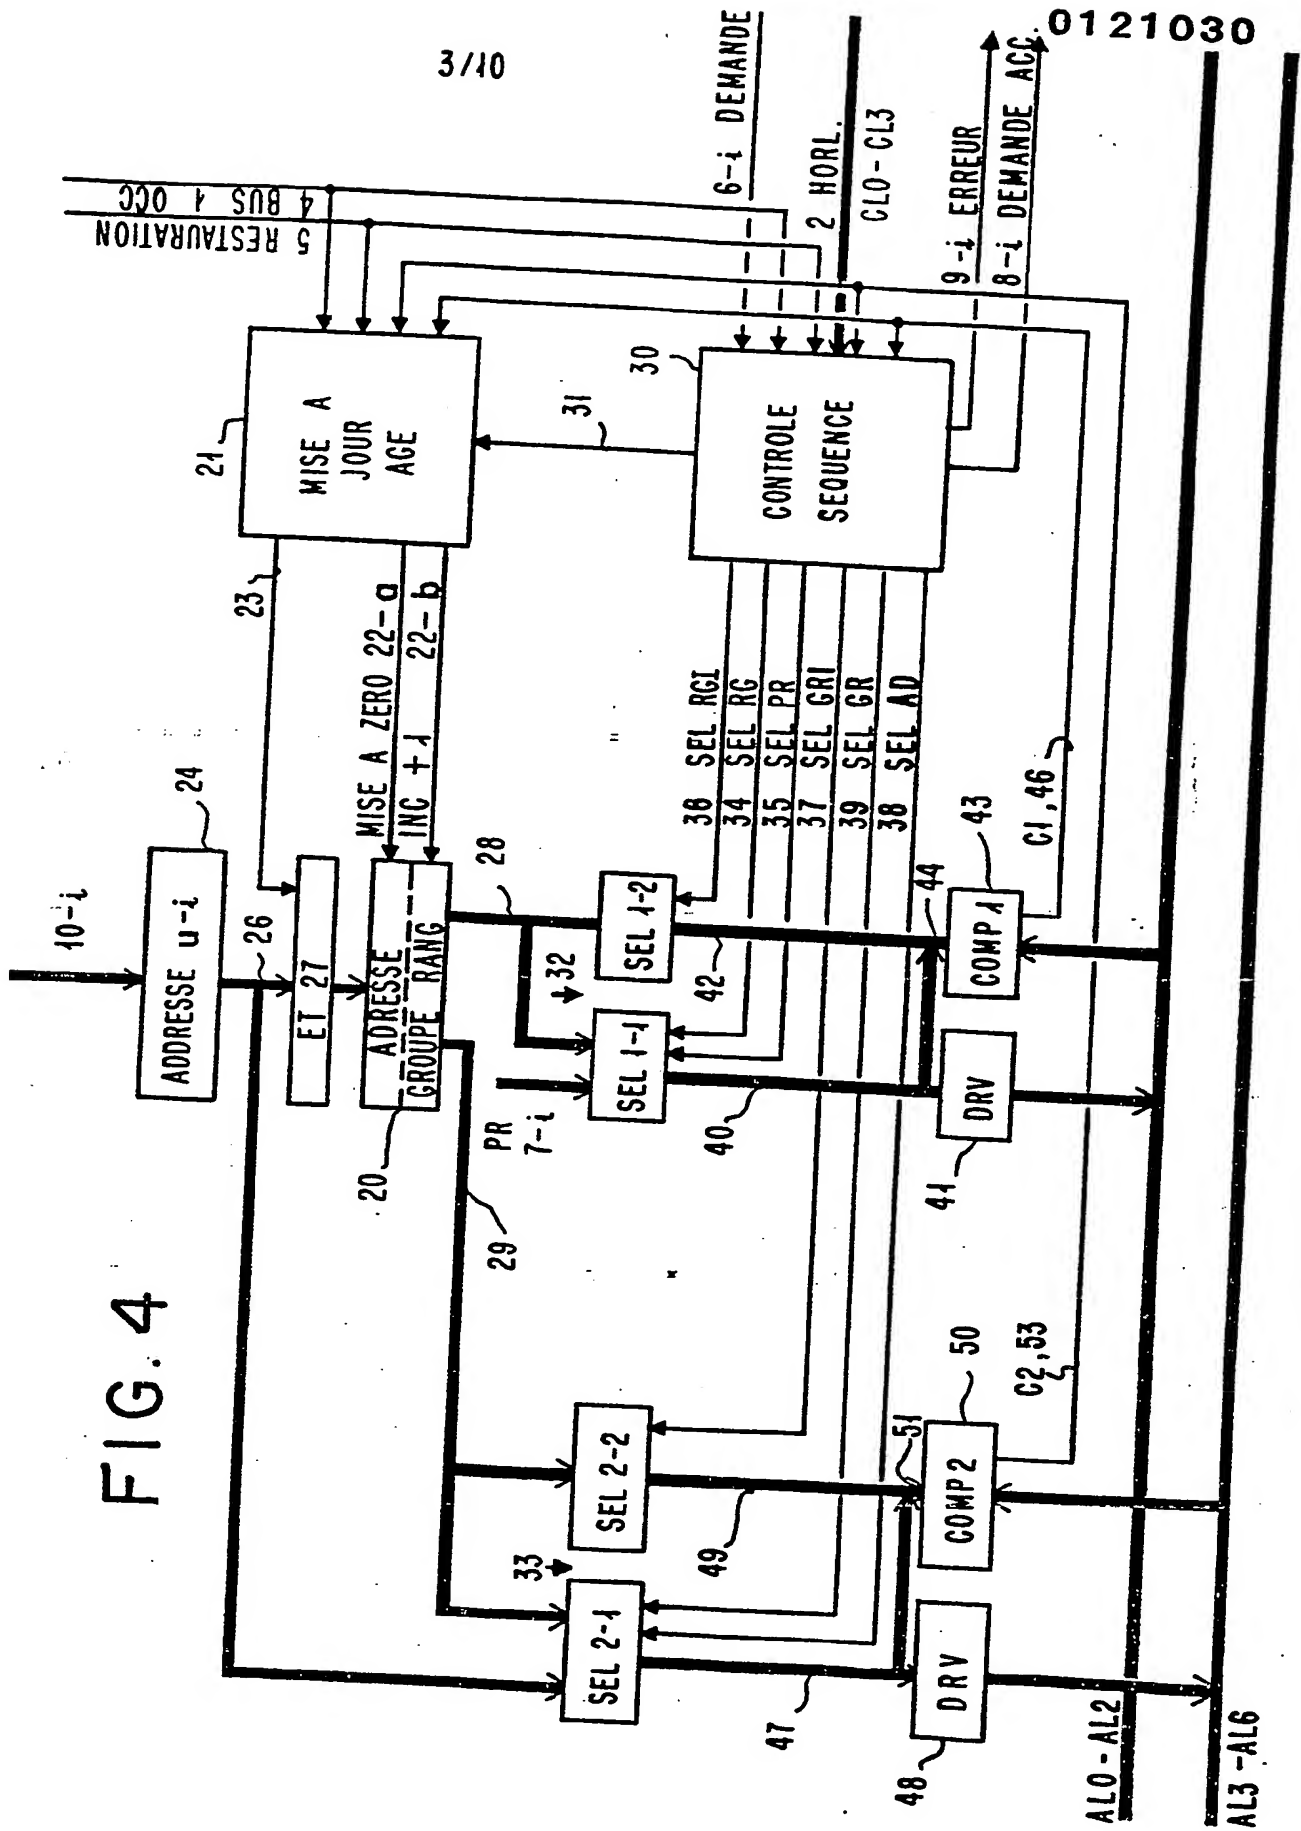 0121030
3/10
FIG. 4
10-i
ADDRESSE u-i
24
26
ET 27
23
21
MISE A
JOUR
AGE
MISE A ZERO 22-a
INC +1 22-b
ADRESSE
GROUPE RANG
20
28
29
PR
7-i
32
33
SEL 1-1
SEL 1-2
SEL 2-1
SEL 2-2
31
30
CONTROLE
SEQUENCE
36 SEL RGI
34 SEL RG
35 SEL PR
37 SEL GRI
39 SEL GR
38 SEL AD
5 RESTAURATION
4 BUS 1 OCC
6-i DEMANDE
2 HORL.
CL0-CL3
9-i ERREUR
8-i DEMANDE ACC.
40
42
44
41
DRV
COMP 1
43
C1,46
47
49
51
48
DRV
COMP 2
50
C2,53
AL0-AL2
AL3-AL6